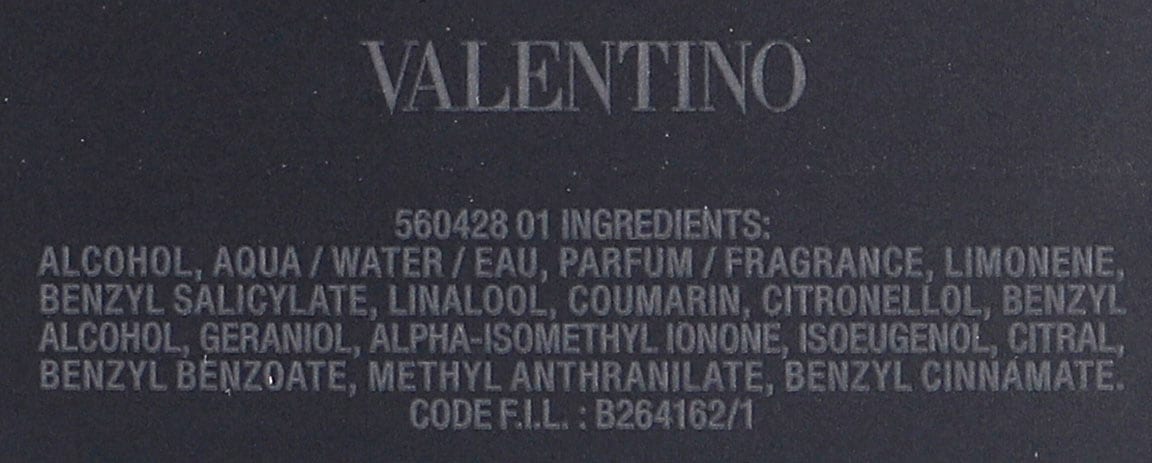 VALENTINO
560428 01 INGREDIENTS:
ALCOHOL, AQUA / WATER / EAU, PARFUM / FRAGRANCE, LIMONENE,
BENZYL SALICYLATE, LINALOOL, COUMARIN, CITRONELLOL, BENZYL
ALCOHOL, GERANIOL, ALPHA-ISOMETHYL IONONE, ISOEUGENOL, CITRAL,
BENZYL BENZOATE, METHYL ANTHRANILATE, BENZYL CINNAMATE.
CODE F.I.L. : B264162/1